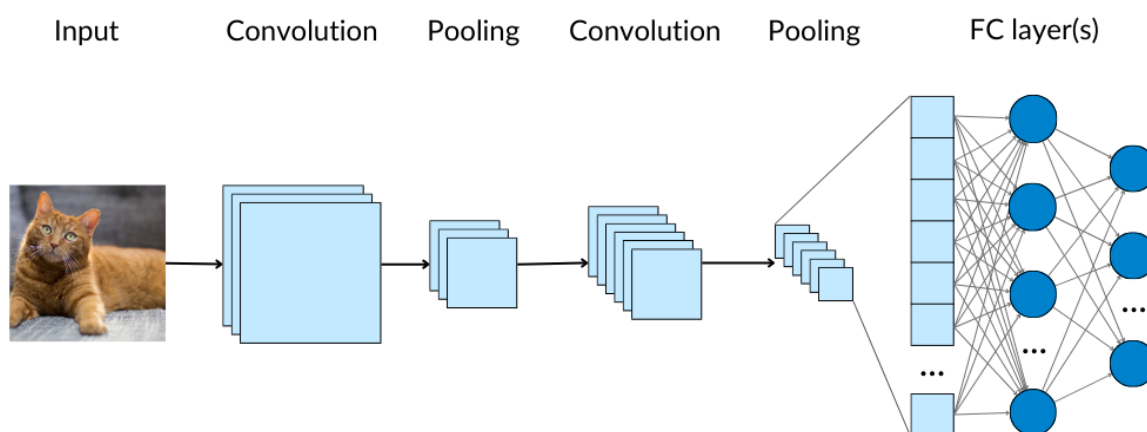 Input
Convolution
Pooling
Convolution
Pooling
FC layer(s)
...
...
...